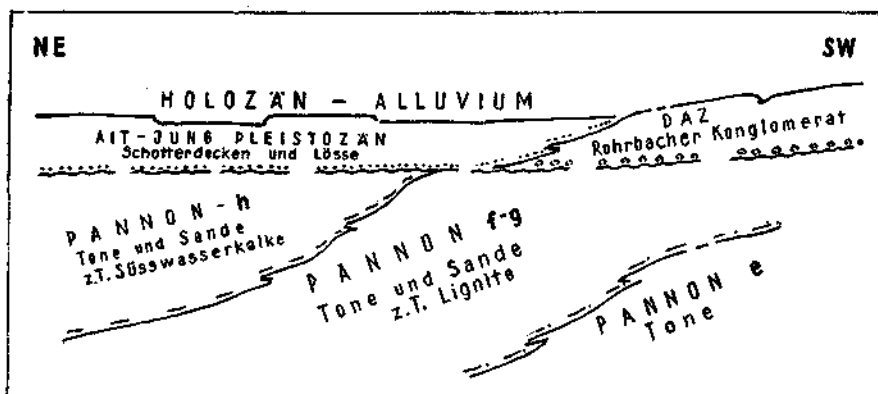 NE
SW
HOLOZÄN - ALLUVIUM
AlT-JUNG PLEISTOZÄN
Schotterdecken und Lösse
DAZ
Rohrbacher Konglomerat
PANNON - h
Tone und Sande
z.T. Süsswasserkalke
PANNON f-g
Tone und Sande
z.T. Lignite
PANNON e
Tone